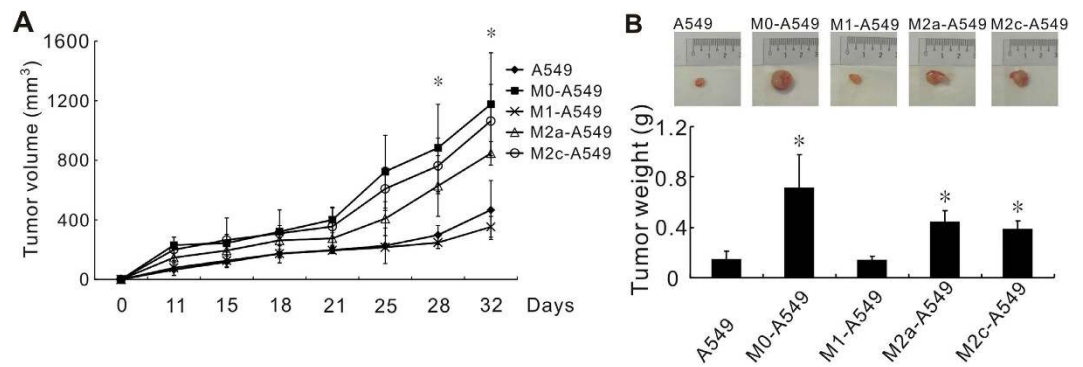 A
Tumor volume (mm³)
1600
1200
800
400
0
0 11 15 18 21 25 28 32 Days
*
*
A549
M0-A549
M1-A549
M2a-A549
M2c-A549
B
A549 M0-A549 M1-A549 M2a-A549 M2c-A549
Tumor weight (g)
1.2
0.8
0.4
0
*
*
*
A549
M0-A549
M1-A549
M2a-A549
M2c-A549